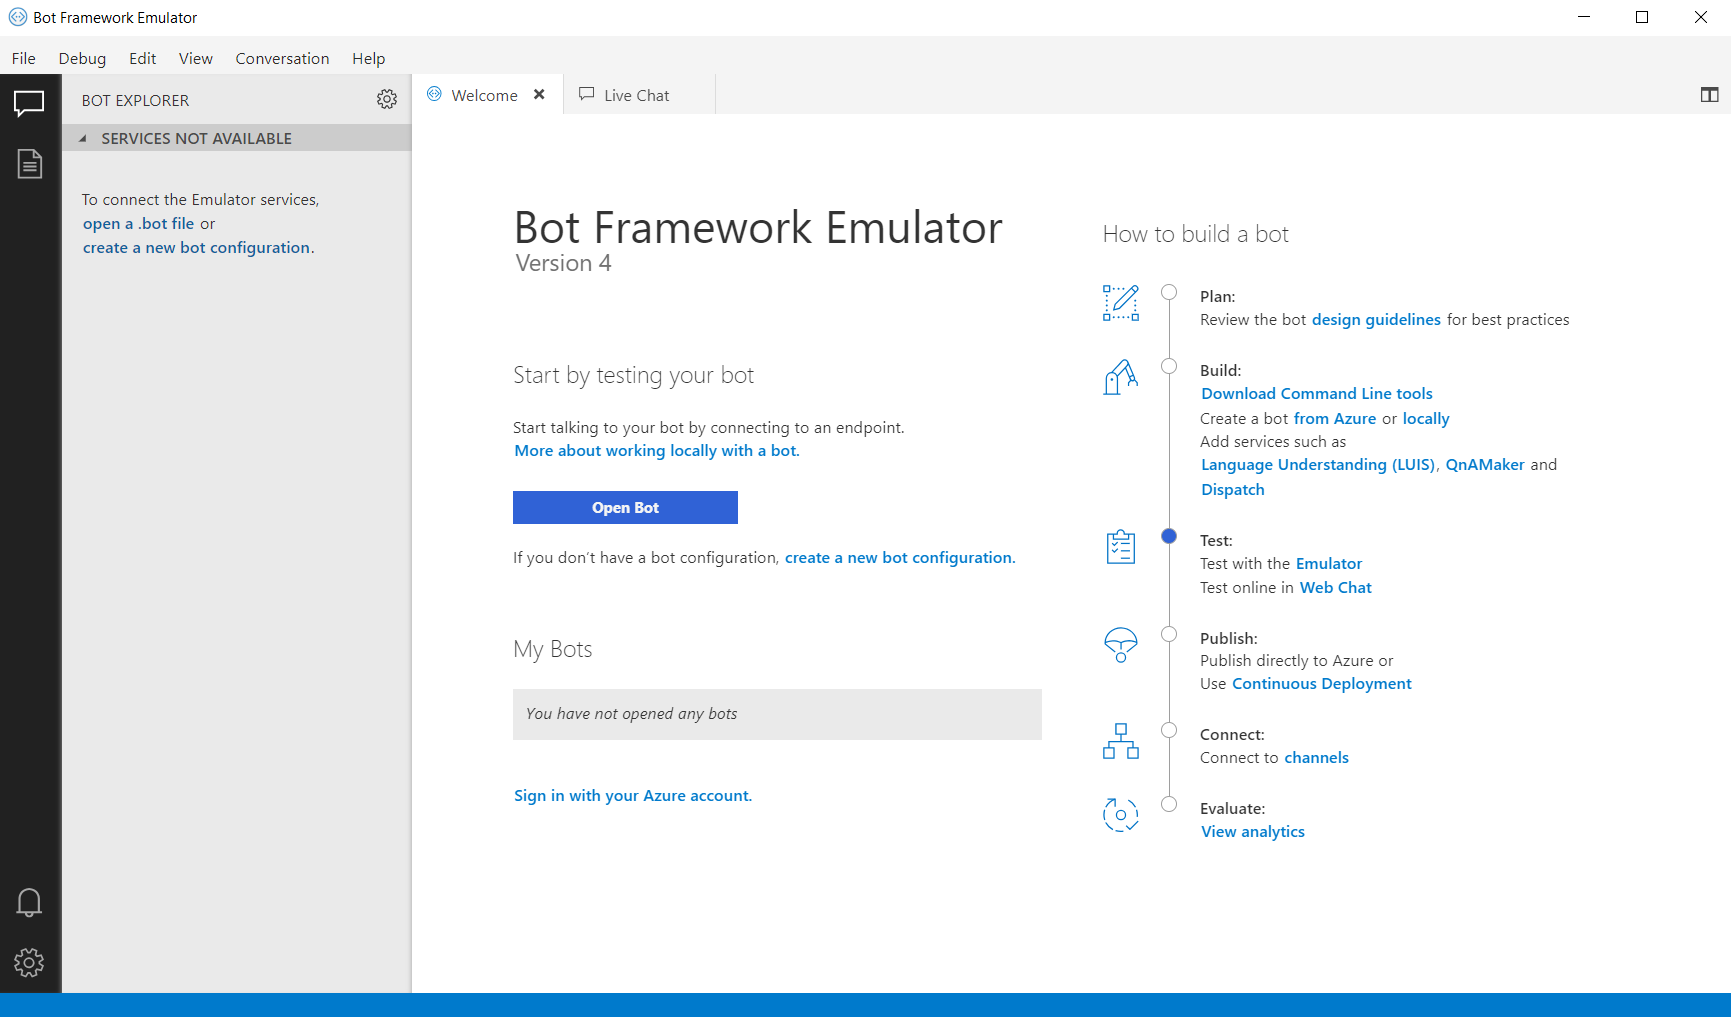 Bot Framework Emulator
File Debug Edit View Conversation Help
BOT EXPLORER
SERVICES NOT AVAILABLE
To connect the Emulator services,
open a .bot file or
create a new bot configuration.
Welcome
Live Chat
Bot Framework Emulator
Version 4
Start by testing your bot
Start talking to your bot by connecting to an endpoint.
More about working locally with a bot.
Open Bot
If you don't have a bot configuration, create a new bot configuration.
My Bots
You have not opened any bots
Sign in with your Azure account.
How to build a bot
Plan:
Review the bot design guidelines for best practices
Build:
Download Command Line tools
Create a bot from Azure or locally
Add services such as
Language Understanding (LUIS), QnAMaker and
Dispatch
Test:
Test with the Emulator
Test online in Web Chat
Publish:
Publish directly to Azure or
Use Continuous Deployment
Connect:
Connect to channels
Evaluate:
View analytics